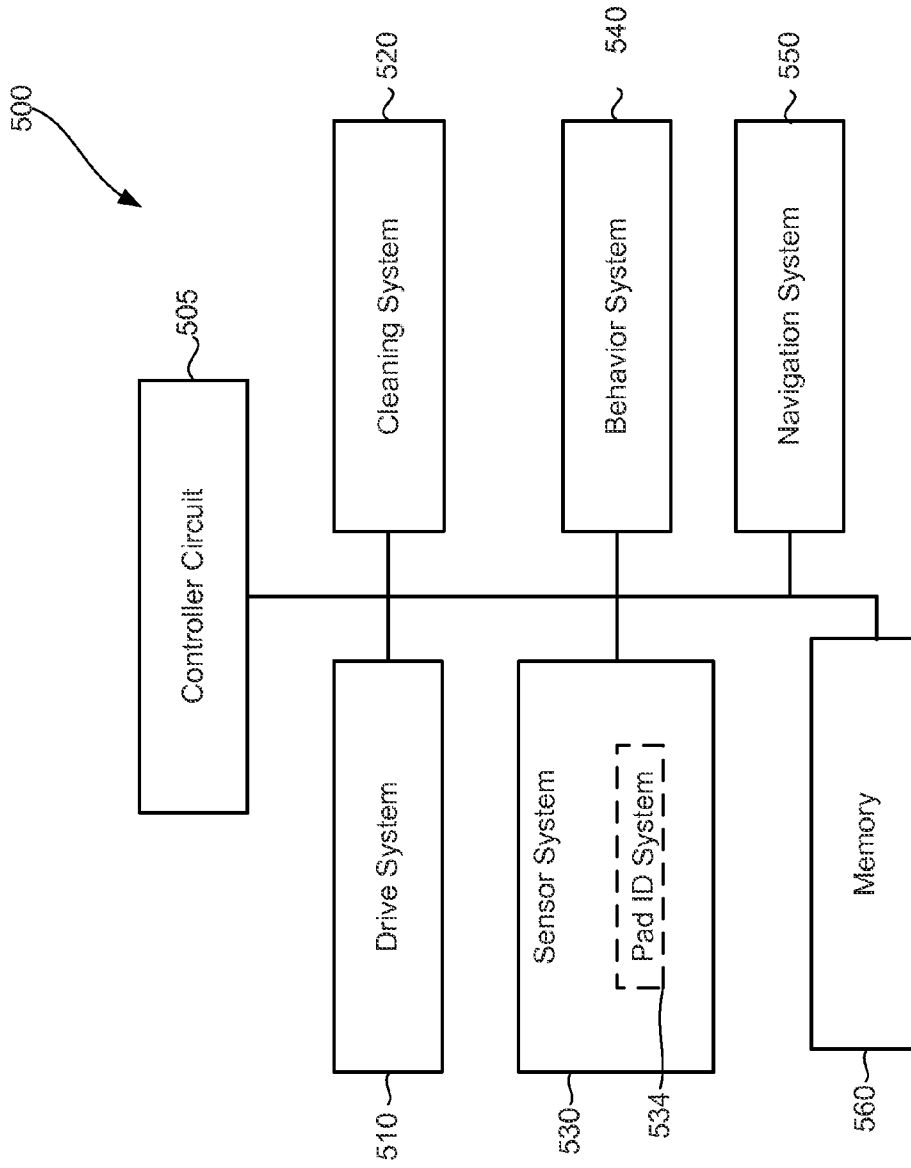 500
Controller Circuit
505
Drive System
510
Cleaning System
520
Sensor System
530
Pad ID System
534
Behavior System
540
Navigation System
550
Memory
560